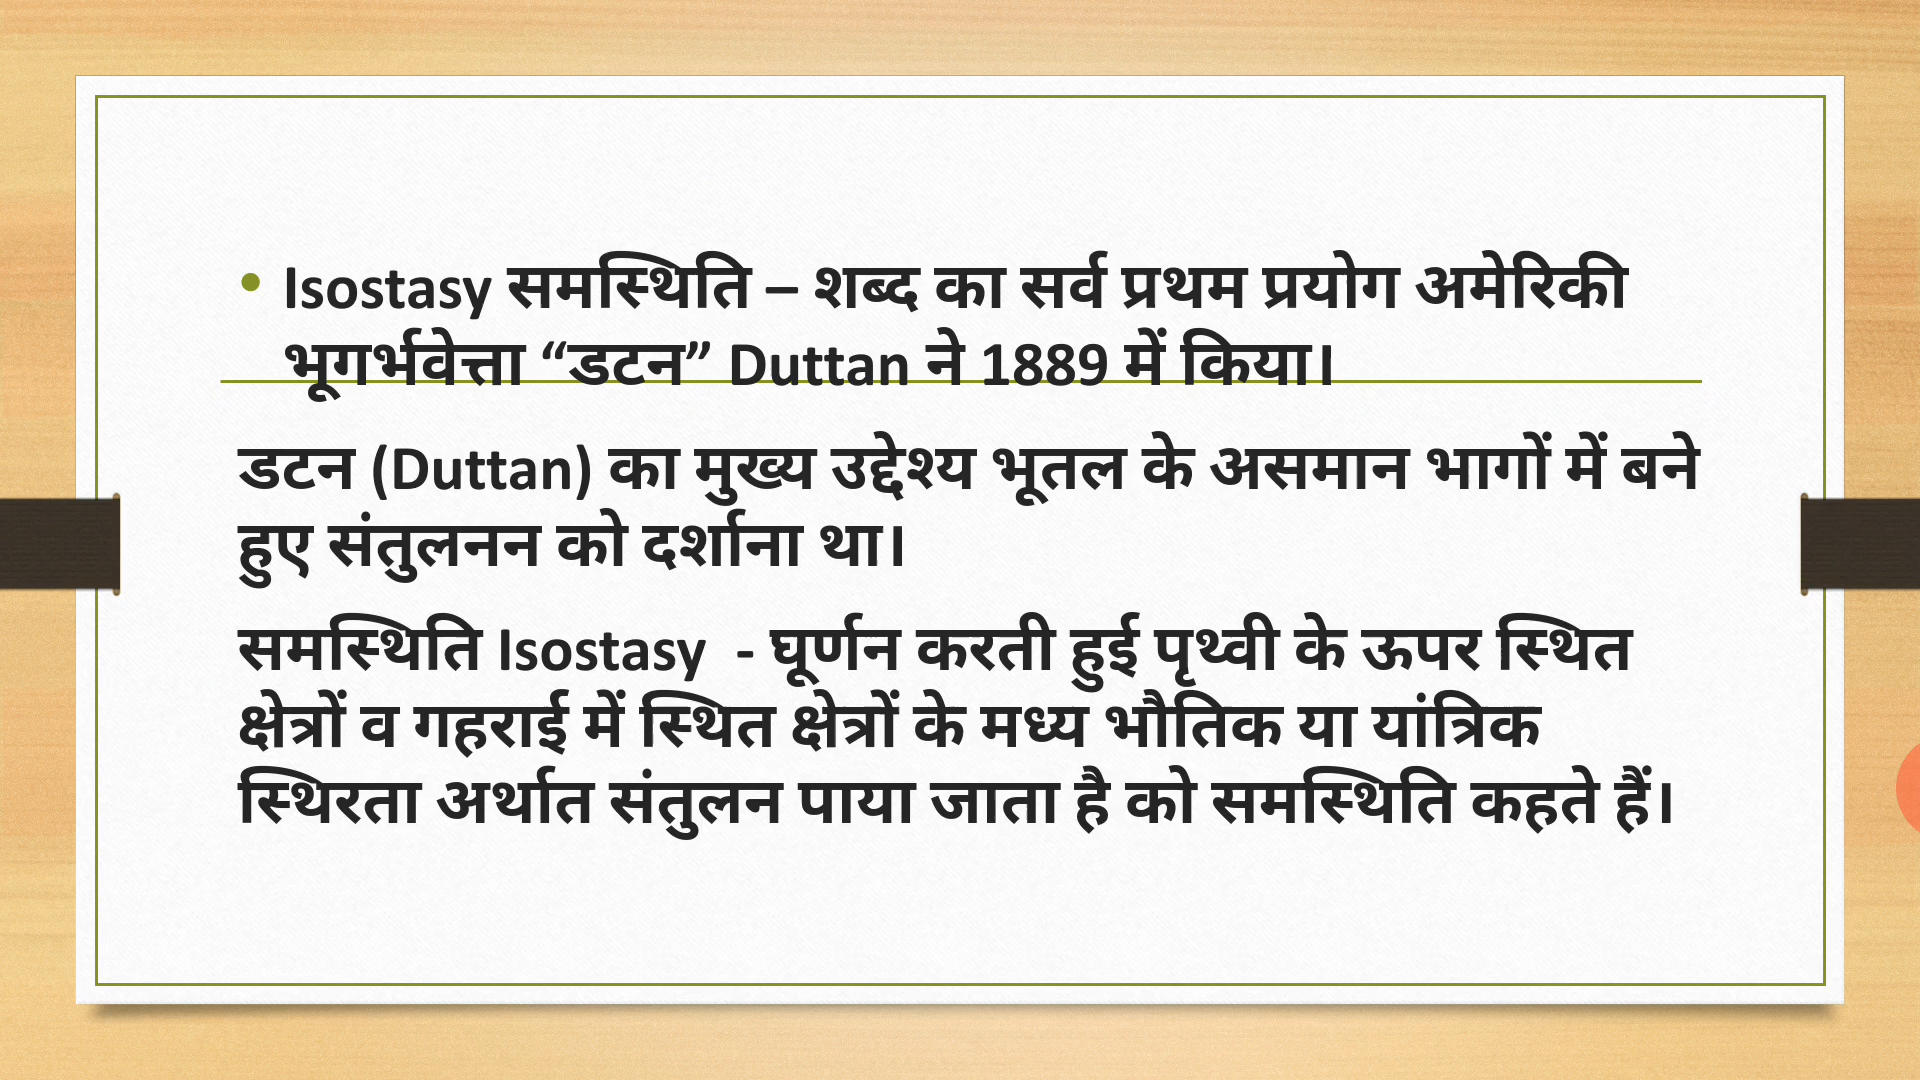 • Isostasy समस्थिति – शब्द का सर्व प्रथम प्रयोग अमेरिकी
भूगर्भवेत्ता “डटन” Duttan ने 1889 में किया।
डटन (Duttan) का मुख्य उद्देश्य भूतल के असमान भागों में बने
हुए संतुलनन को दर्शाना था।
समस्थिति Isostasy - घूर्णन करती हुई पृथ्वी के ऊपर स्थित
क्षेत्रों व गहराई में स्थित क्षेत्रों के मध्य भौतिक या यांत्रिक
स्थिरता अर्थात संतुलन पाया जाता है को समस्थिति कहते हैं।